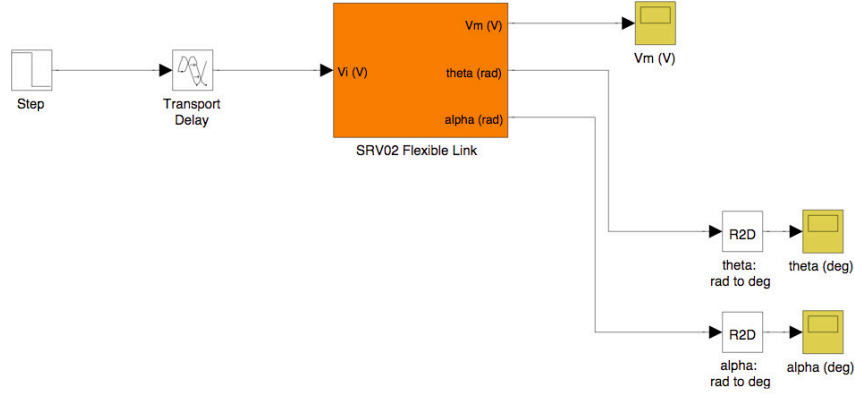 Vm (V)
Vi (V)
theta (rad)
alpha (rad)
Vm (V)
Step
Transport
Delay
SRV02 Flexible Link
R2D
theta:
rad to deg
theta (deg)
R2D
alpha:
rad to deg
alpha (deg)